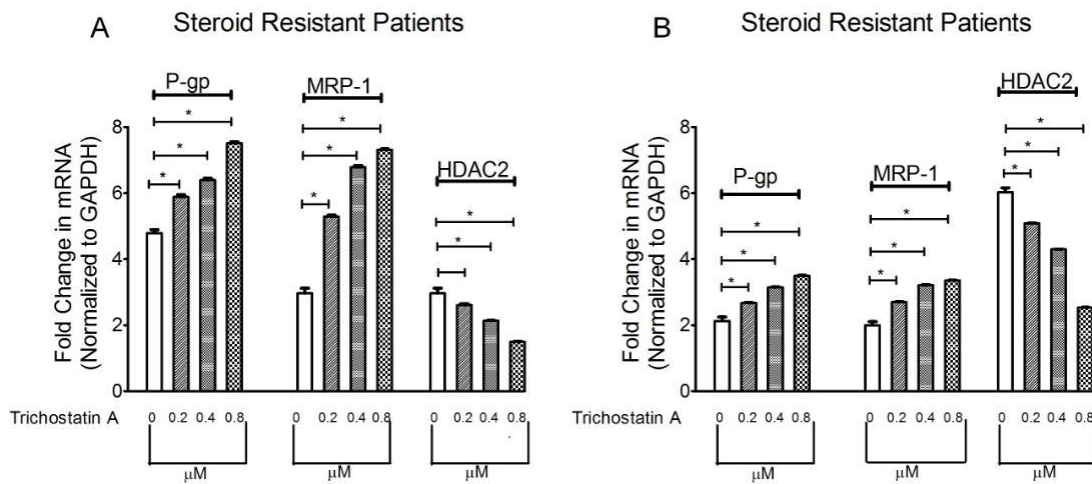 A Steroid Resistant Patients
P-gp
MRP-1
HDAC2
* * *
* * *
* *
Fold Change in mRNA
(Normalized to GAPDH)
8
6
4
2
0
Trichostatin A 0 0.2 0.4 0.8 0 0.2 0.4 0.8 0 0.2 0.4 0.8
μM μM μM
B Steroid Resistant Patients
P-gp
MRP-1
HDAC2
* * *
* * *
* * *
Fold Change in mRNA
(Normalized to GAPDH)
8
6
4
2
0
Trichostatin A 0 0.2 0.4 0.8 0 0.2 0.4 0.8 0 0.2 0.4 0.8
μM μM μM